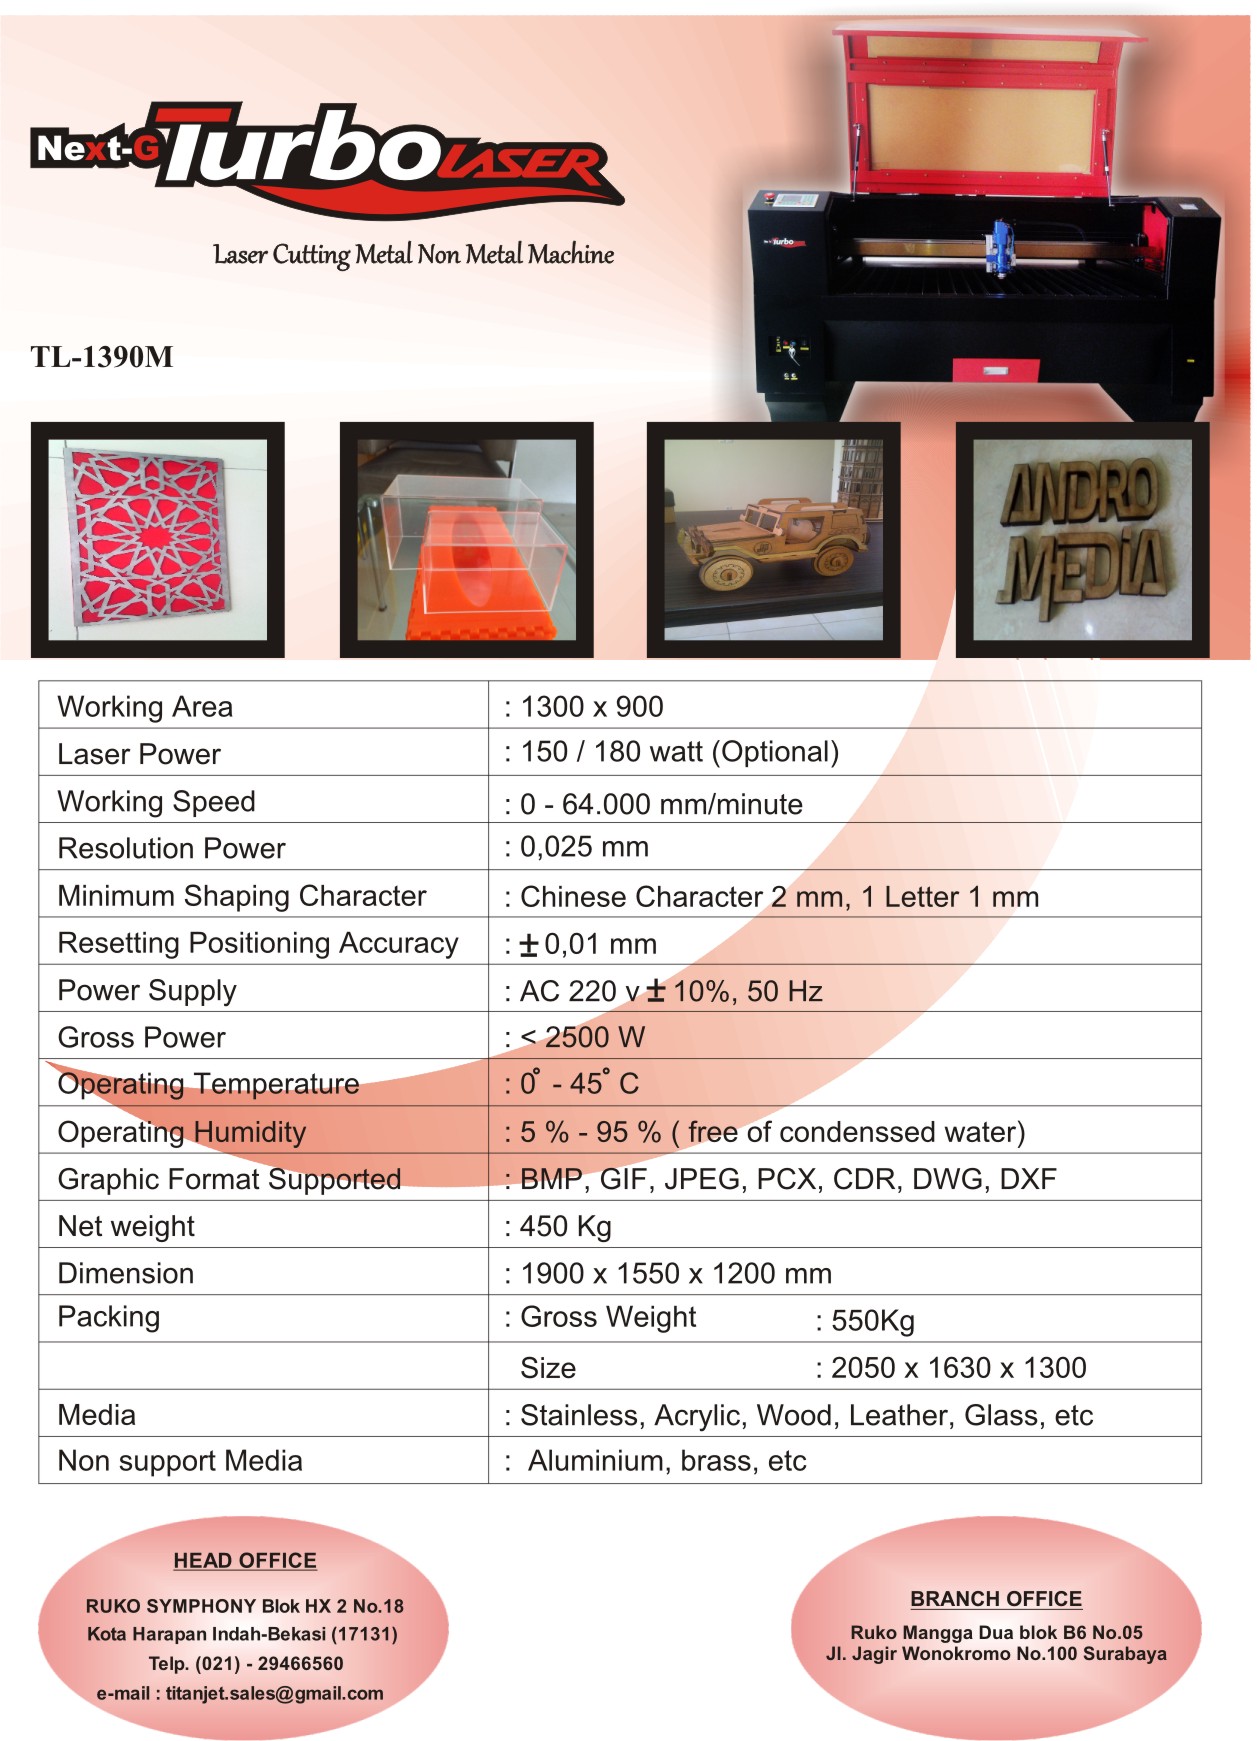 Next-G Turbo LASER
Laser Cutting Metal Non Metal Machine
TL-1390M
Turbo
ANDRO
MEDIA
Working Area : 1300 x 900
Laser Power : 150 / 180 watt (Optional)
Working Speed : 0 - 64.000 mm/minute
Resolution Power : 0,025 mm
Minimum Shaping Character : Chinese Character 2 mm, 1 Letter 1 mm
Resetting Positioning Accuracy : ± 0,01 mm
Power Supply : AC 220 v ± 10%, 50 Hz
Gross Power : < 2500 W
Operating Temperature : 0° - 45° C
Operating Humidity : 5 % - 95 % ( free of condenssed water)
Graphic Format Supported : BMP, GIF, JPEG, PCX, CDR, DWG, DXF
Net weight : 450 Kg
Dimension : 1900 x 1550 x 1200 mm
Packing : Gross Weight : 550Kg
Size : 2050 x 1630 x 1300
Media : Stainless, Acrylic, Wood, Leather, Glass, etc
Non support Media : Aluminium, brass, etc
HEAD OFFICE
RUKO SYMPHONY Blok HX 2 No.18
Kota Harapan Indah-Bekasi (17131)
Telp. (021) - 29466560
e-mail : titanjet.sales@gmail.com
BRANCH OFFICE
Ruko Mangga Dua blok B6 No.05
Jl. Jagir Wonokromo No.100 Surabaya